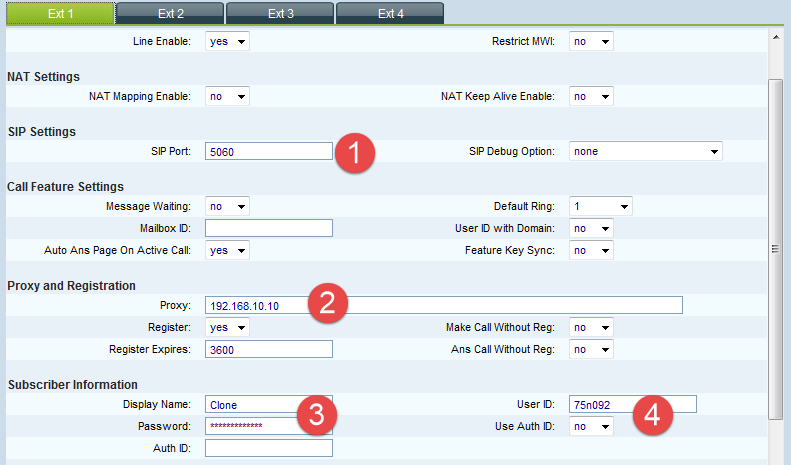 Ext 1 Ext 2 Ext 3 Ext 4
Line Enable: yes Restrict MWI: no
NAT Settings
NAT Mapping Enable: no NAT Keep Alive Enable: no
SIP Settings
SIP Port: 5060 1 SIP Debug Option: none
Call Feature Settings
Message Waiting: no Default Ring: 1
Mailbox ID: User ID with Domain: no
Auto Ans Page On Active Call: yes Feature Key Sync: no
Proxy and Registration
Proxy: 192.168.10.10 2
Register: yes Make Call Without Reg: no
Register Expires: 3600 Ans Call Without Reg: no
Subscriber Information
Display Name: Clone 3 User ID: 75n092 4
Password: ************* Use Auth ID: no
Auth ID: